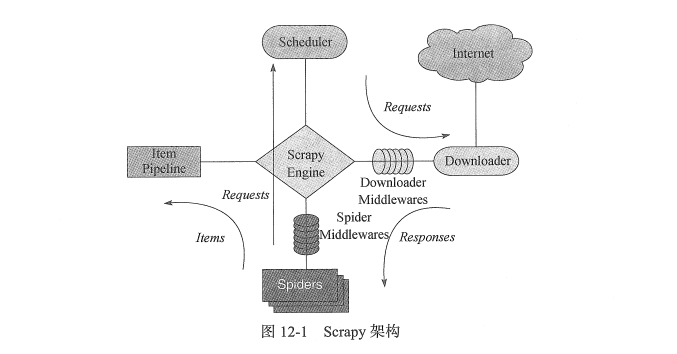 Scheduler
Internet
Requests
Item
Pipeline
Scrapy
Engine
Downloader
Downloader
Middlewares
Requests
Spider
Middlewares
Items
Responses
Spiders
图 12-1 Scrapy 架构